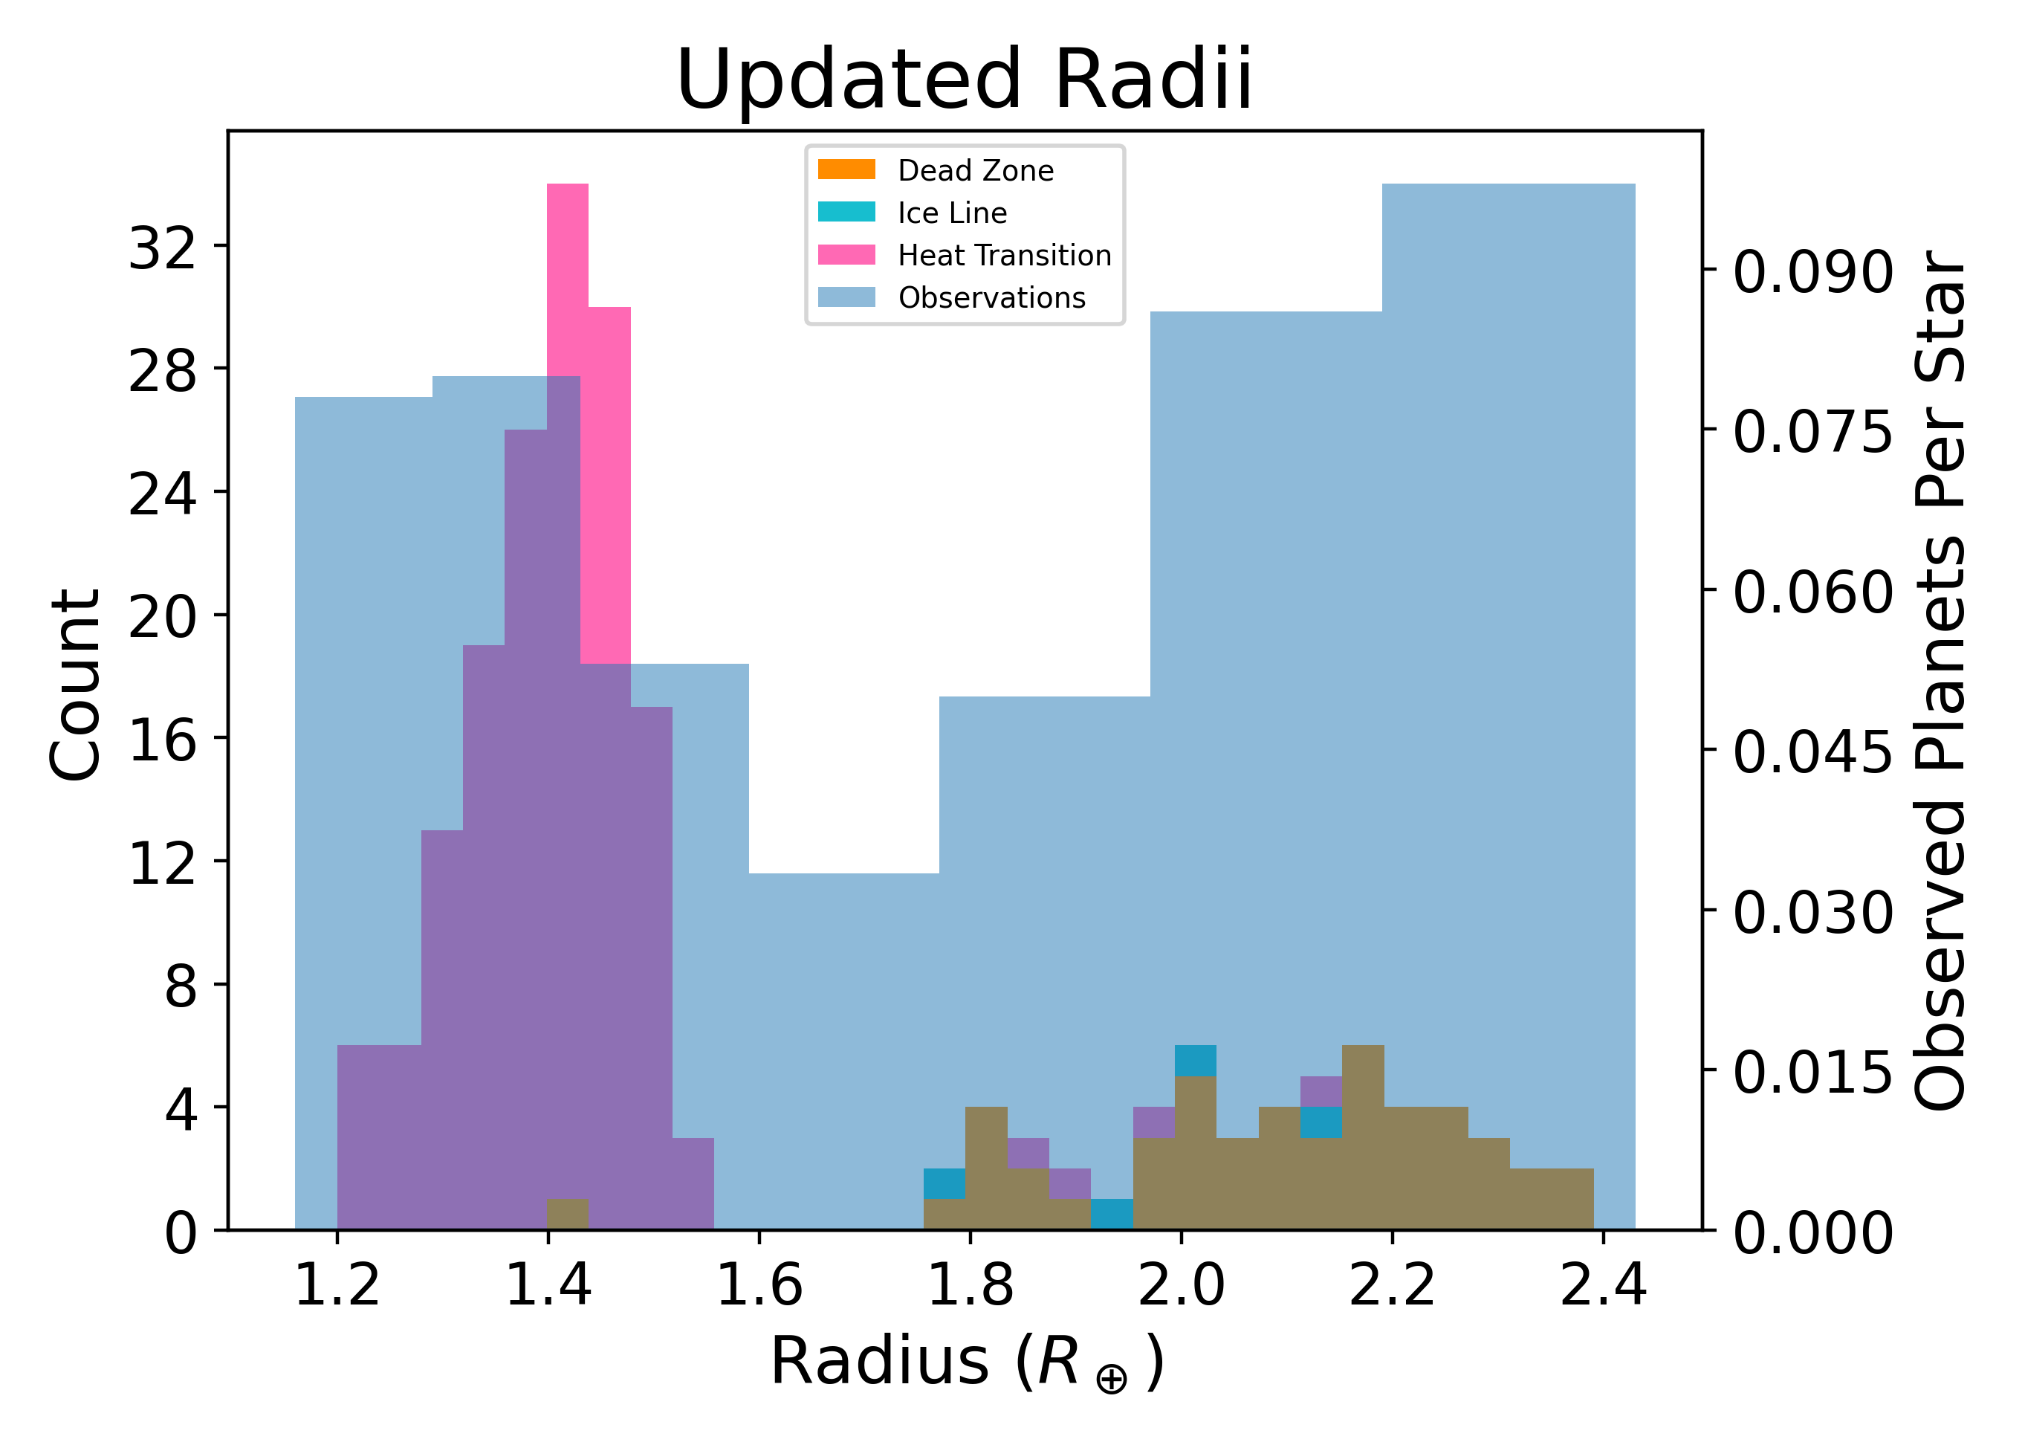 Updated Radii
Dead Zone
Ice Line
Heat Transition
Observations
Count
32
28
24
20
16
12
8
4
0
0.090
0.075
0.060
0.045
0.030
0.015
0.000
Observed Planets Per Star
1.2 1.4 1.6 1.8 2.0 2.2 2.4
Radius (R⊕)